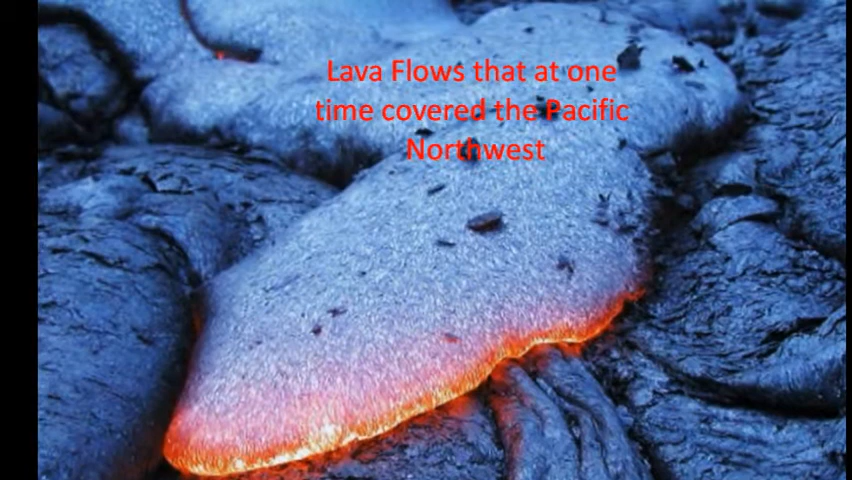 Lava Flows that at one
time covered the Pacific
Northwest